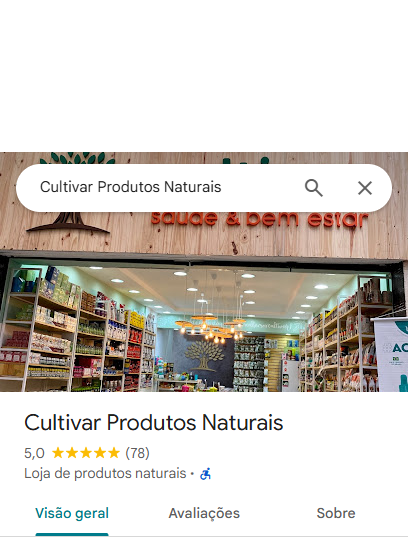 Cultivar Produtos Naturais
saúde & bem estar
Cultivar Produtos Naturais
5,0 (78)
Loja de produtos naturais ·
Visão geral
Avaliações
Sobre